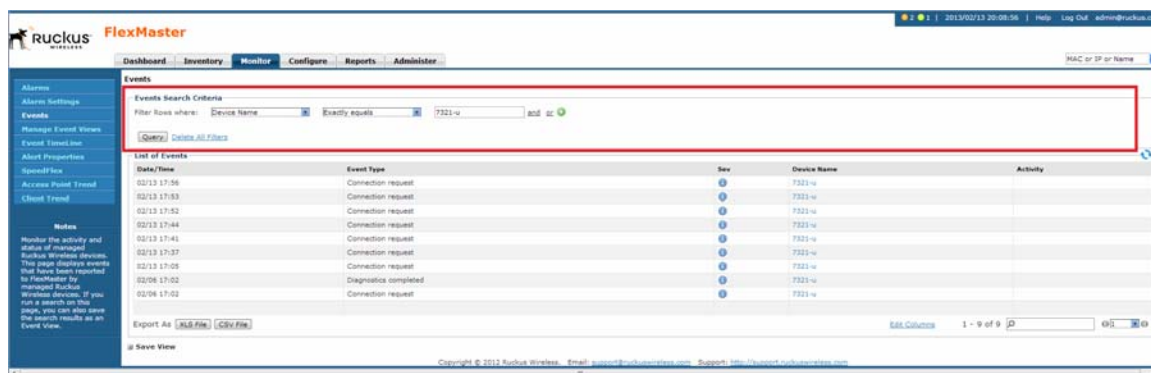 2 1 | 2013/02/13 20:08:56 | Help Log Out admin@ruckus.c
Ruckus WIRELESS FlexMaster
Dashboard Inventory Monitor Configure Reports Administer MAC or IP or Name
Alarms
Alarm Settings
Events
Manage Event Views
Event TimeLine
Alert Properties
SpeedFlex
Access Point Trend
Client Trend
Notes
Monitor the activity and
status of managed
Ruckus Wireless devices.
This page displays events
that have been reported
to FlexMaster by
managed Ruckus
Wireless devices. If you
run a search on this
page, you can also save
the search results as an
Event View.
Events
Events Search Criteria
Filter Rows where: Device Name Exactly equals 7321-u and or
Query Delete All Filters
List of Events
Date/Time Event Type Sev Device Name Activity
02/13 17:56 Connection request 7321-u
02/13 17:53 Connection request 7321-u
02/13 17:52 Connection request 7321-u
02/13 17:44 Connection request 7321-u
02/13 17:41 Connection request 7321-u
02/13 17:37 Connection request 7321-u
02/13 17:05 Connection request 7321-u
02/06 17:02 Diagnostics completed 7321-u
02/06 17:02 Connection request 7321-u
Export As XLS File CSV File Edit Columns 1 - 9 of 9 1
Save View
Copyright © 2012 Ruckus Wireless. Email: support@ruckuswireless.com Support: http://support.ruckuswireless.com